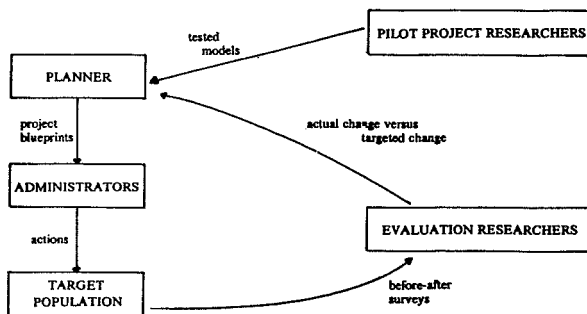 PILOT PROJECT RESEARCHERS
tested
models
PLANNER
project
blueprints
actual change versus
targeted change
ADMINISTRATORS
actions
EVALUATION RESEARCHERS
TARGET
POPULATION
before-after
surveys